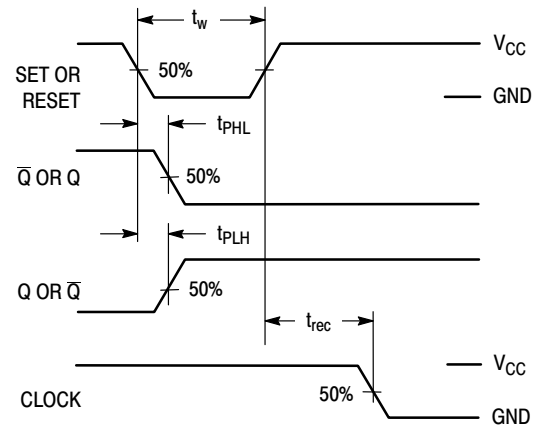 t_w
V_CC
50%
SET OR
RESET
GND
t_PHL
Q̅ OR Q
50%
t_PLH
Q OR Q̅
50%
t_rec
V_CC
50%
CLOCK
GND